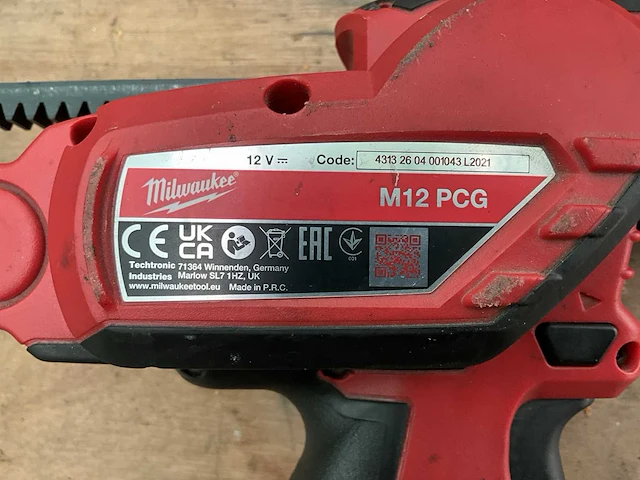 12 V Code: 4313 26 04 001043 L2021
Milwaukee®
M12 PCG
CE UK CA EAC
001
Techtronic Industries
71364 Winnenden, Germany
Marlow SL7 1HZ, UK
www.milwaukeetool.eu Made in P.R.C.